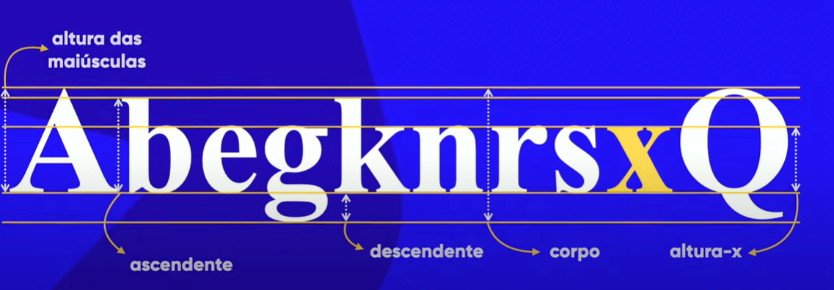 altura das
maiúsculas
AbegknrsxQ
ascendente
descendente
corpo
altura-x